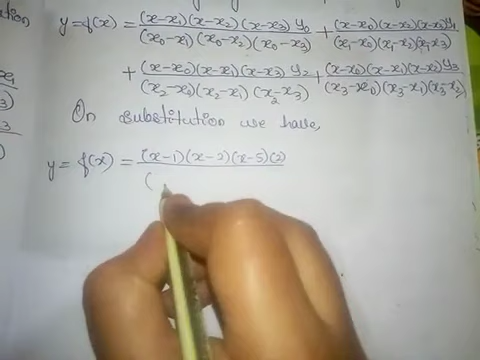 y = f(x) = (x-x₁)(x-x₂)(x-x₃) y₀ / (x₀-x₁)(x₀-x₂)(x₀-x₃) + (x-x₀)(x-x₂)(x-x₃)y₁ / (x₁-x₀)(x₁-x₂)(x₁-x₃)
+ (x-x₀)(x-x₁)(x-x₃) y₂ / (x₂-x₀)(x₂-x₁)(x₂-x₃) + (x-x₀)(x-x₁)(x-x₂)y₃ / (x₃-x₀)(x₃-x₁)(x₃-x₂)
On substitution we have,
y = f(x) = (x-1)(x-2)(x-5)(2) / (